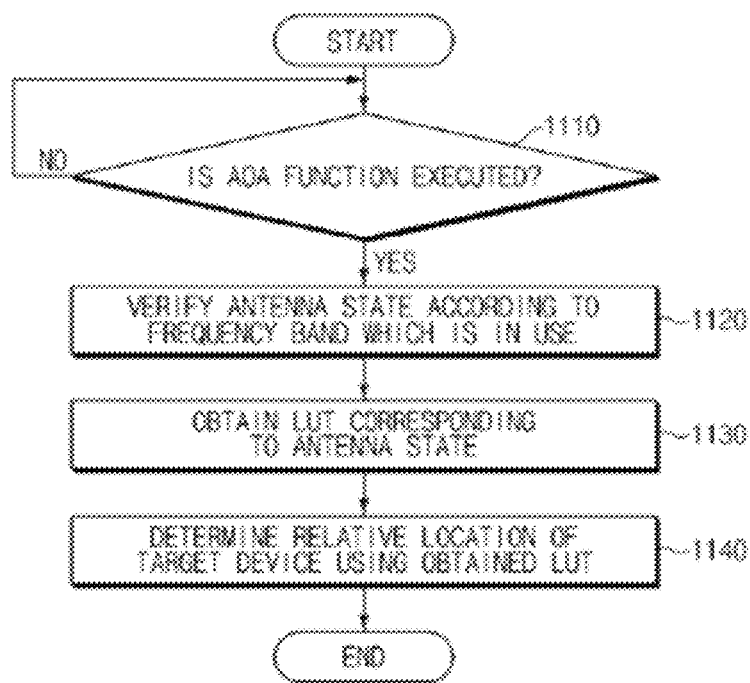 START
1110
NO
IS AOA FUNCTION EXECUTED?
YES
VERIFY ANTENNA STATE ACCORDING TO
FREQUENCY BAND WHICH IS IN USE
1120
OBTAIN LUT CORRESPONDING
TO ANTENNA STATE
1130
DETERMINE RELATIVE LOCATION OF
TARGET DEVICE USING OBTAINED LUT
1140
END